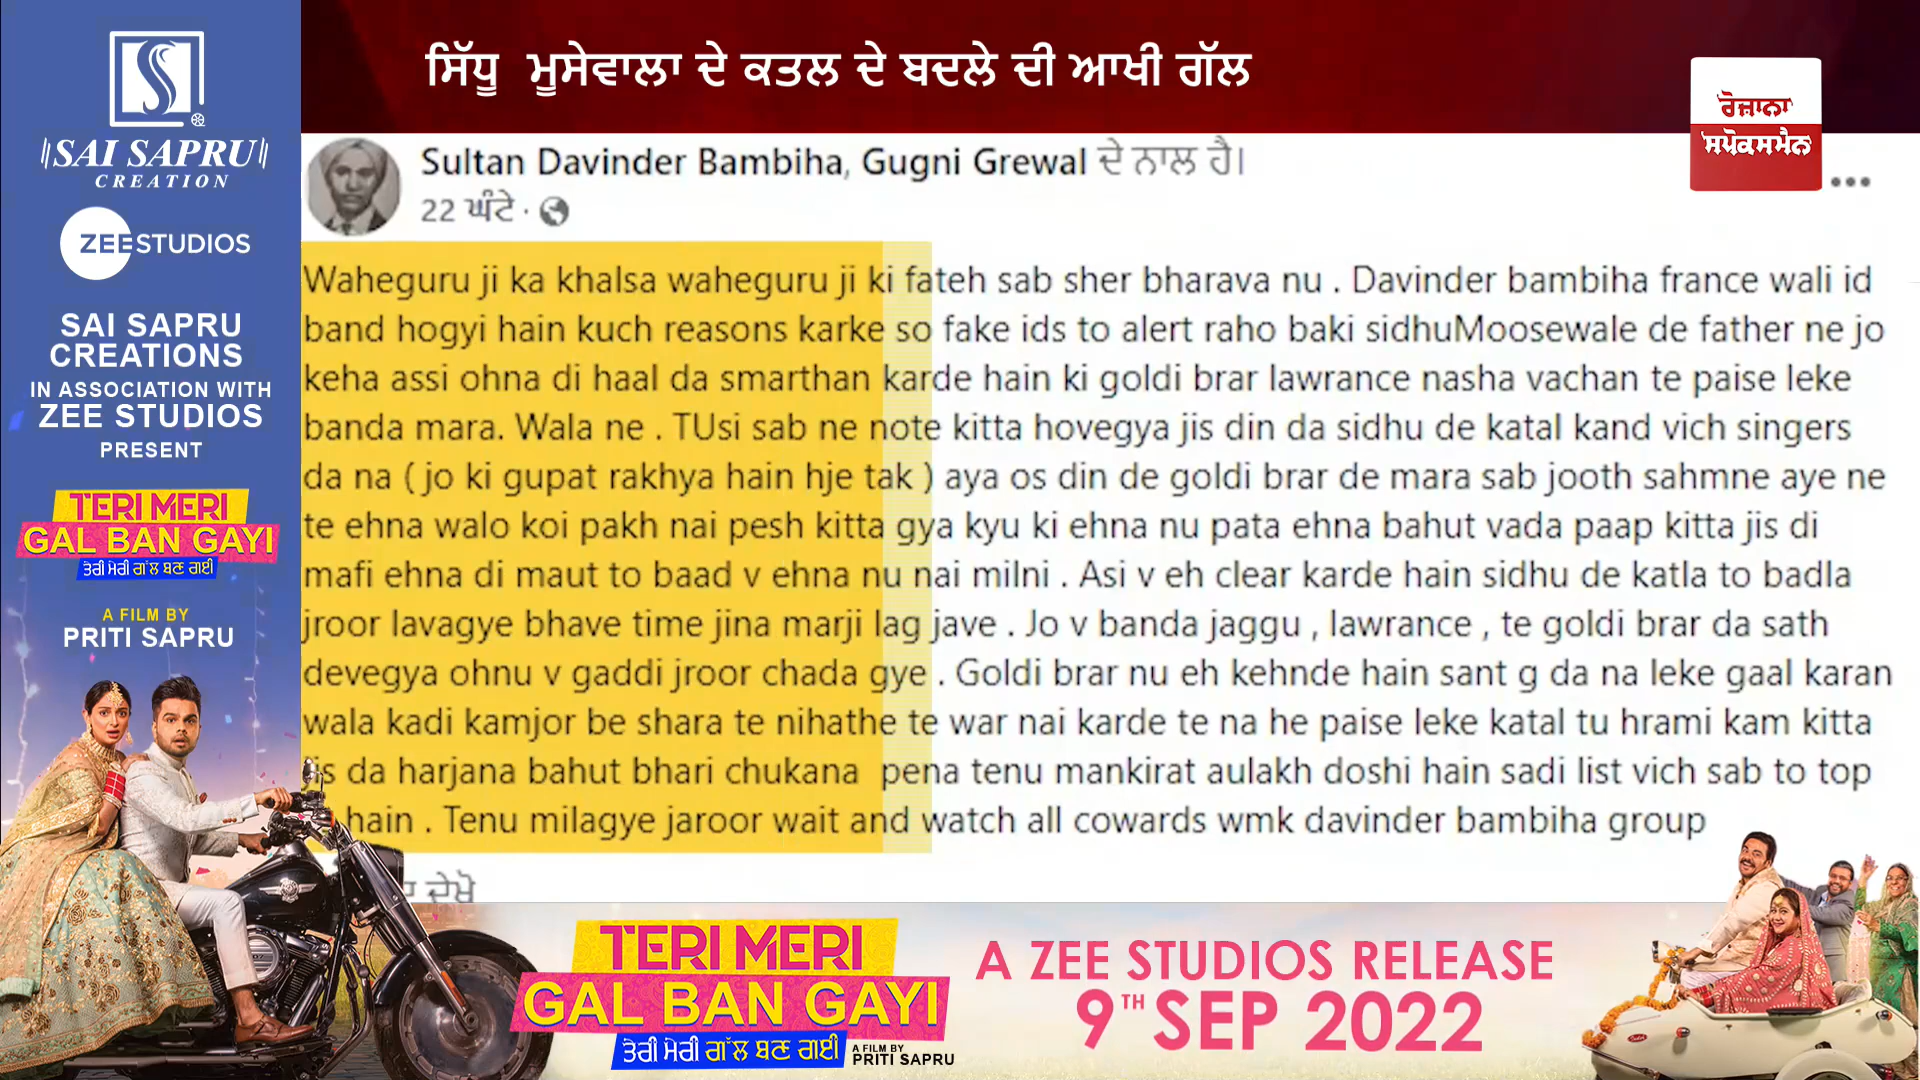 ਸਿੱਧੂ ਮੂਸੇਵਾਲਾ ਦੇ ਕਤਲ ਦੇ ਬਦਲੇ ਦੀ ਆਖੀ ਗੱਲ
ਰੋਜ਼ਾਨਾ
ਸਪੋਕਸਮੈਨ
SAI SAPRU
CREATION
ZEESTUDIOS
SAI SAPRU
CREATIONS
IN ASSOCIATION WITH
ZEE STUDIOS
PRESENT
TERI MERI
GAL BAN GAYI
ਤੇਰੀ ਮੇਰੀ ਗੱਲ ਬਣ ਗਈ
A FILM BY
PRITI SAPRU
Sultan Davinder Bambiha, Gugni Grewal ਦੇ ਨਾਲ ਹੈ।
22 ਘੰਟੇ ·
Waheguru ji ka khalsa waheguru ji ki fateh sab sher bharava nu . Davinder bambiha france wali id
band hogyi hain kuch reasons karke so fake ids to alert raho baki sidhuMoosewale de father ne jo
keha assi ohna di haal da smarthan karde hain ki goldi brar lawrance nasha vachan te paise leke
banda mara. Wala ne . TUsi sab ne note kitta hovegya jis din da sidhu de katal kand vich singers
da na ( jo ki gupat rakhya hain hje tak ) aya os din de goldi brar de mara sab jooth sahmne aye ne
te ehna walo koi pakh nai pesh kitta gya kyu ki ehna nu pata ehna bahut vada paap kitta jis di
mafi ehna di maut to baad v ehna nu nai milni . Asi v eh clear karde hain sidhu de katla to badla
jroor lavagye bhave time jina marji lag jave . Jo v banda jaggu , lawrance , te goldi brar da sath
devegya ohnu v gaddi jroor chada gye . Goldi brar nu eh kehnde hain sant g da na leke gaal karan
wala kadi kamjor be shara te nihathe te war nai karde te na he paise leke katal tu hrami kam kitta
is da harjana bahut bhari chukana pena tenu mankirat aulakh doshi hain sadi list vich sab to top
hain . Tenu milagye jaroor wait and watch all cowards wmk davinder bambiha group
ਦੇਖੋ
TERI MERI
GAL BAN GAYI
ਤੇਰੀ ਮੇਰੀ ਗੱਲ ਬਣ ਗਈ
A FILM BY
PRITI SAPRU
A ZEE STUDIOS RELEASE
9TH SEP 2022